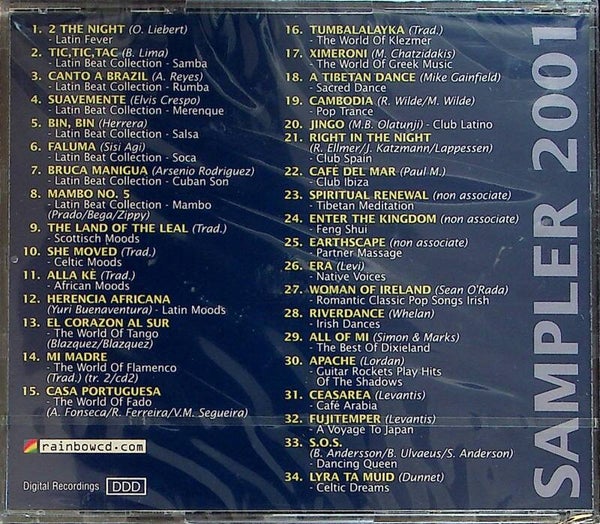 1. 2 THE NIGHT (O. Liebert)
- Latin Fever
2. TIC,TIC,TAC (B. Lima)
- Latin Beat Collection - Samba
3. CANTO A BRAZIL (A. Reyes)
- Latin Beat Collection - Rumba
4. SUAVEMENTE (Elvis Crespo)
- Latin Beat Collection - Merenque
5. BIN, BIN (Herrera)
- Latin Beat Collection - Salsa
6. FALUMA (Sisi Agi)
- Latin Beat Collection - Soca
7. BRUCA MANIGUA (Arsenio Rodriguez)
- Latin Beat Collection - Cuban Son
8. MAMBO NO. 5
- Latin Beat Collection - Mambo
(Prado/Bega/Zippy)
9. THE LAND OF THE LEAL (Trad.)
- Scottisch Moods
10. SHE MOVED (Trad.)
- Celtic Moods
11. ALLA KÈ (Trad.)
- African Moods
12. HERENCIA AFRICANA
(Yuri Buenaventura) - Latin Moods
13. EL CORAZON AL SUR
- The World Of Tango
(Blazquez/Blazquez)
14. MI MADRE
- The World Of Flamenco
(Trad.) (tr. 2/cd2)
15. CASA PORTUGUESA
- The World Of Fado
(A. Fonseca/R. Ferreira/V.M. Segueira)
rainbowcd.com
Digital Recordings DDD
16. TUMBALALAYKA (Trad.)
- The World Of Klezmer
17. XIMERONI (M. Chatzidakis)
- The World Of Greek Music
18. A TIBETAN DANCE (Mike Gainfield)
- Sacred Dance
19. CAMBODIA (R. Wilde/M. Wilde)
- Pop Trance
20. JINGO (M.B. Olatunji) - Club Latino
21. RIGHT IN THE NIGHT
(R. Ellmer/J. Katzmann/Lappessen)
- Club Spain
22. CAFÉ DEL MAR (Paul M.)
- Club Ibiza
23. SPIRITUAL RENEWAL (non associate)
- Tibetan Meditation
24. ENTER THE KINGDOM (non associate)
- Feng Shui
25. EARTHSCAPE (non associate)
- Partner Massage
26. ERA (Levi)
- Native Voices
27. WOMAN OF IRELAND (Sean O'Rada)
- Romantic Classic Pop Songs Irish
28. RIVERDANCE (Whelan)
- Irish Dances
29. ALL OF MI (Simon & Marks)
- The Best Of Dixieland
30. APACHE (Lordan)
- Guitar Rockets Play Hits
Of The Shadows
31. CEASAREA (Levantis)
- Café Arabia
32. FUJITEMPER (Levantis)
- A Voyage To Japan
33. S.O.S.
(B. Andersson/B. Ulvaeus/S. Anderson)
- Dancing Queen
34. LYRA TA MUID (Dunnet)
- Celtic Dreams
SAMPLER 2001